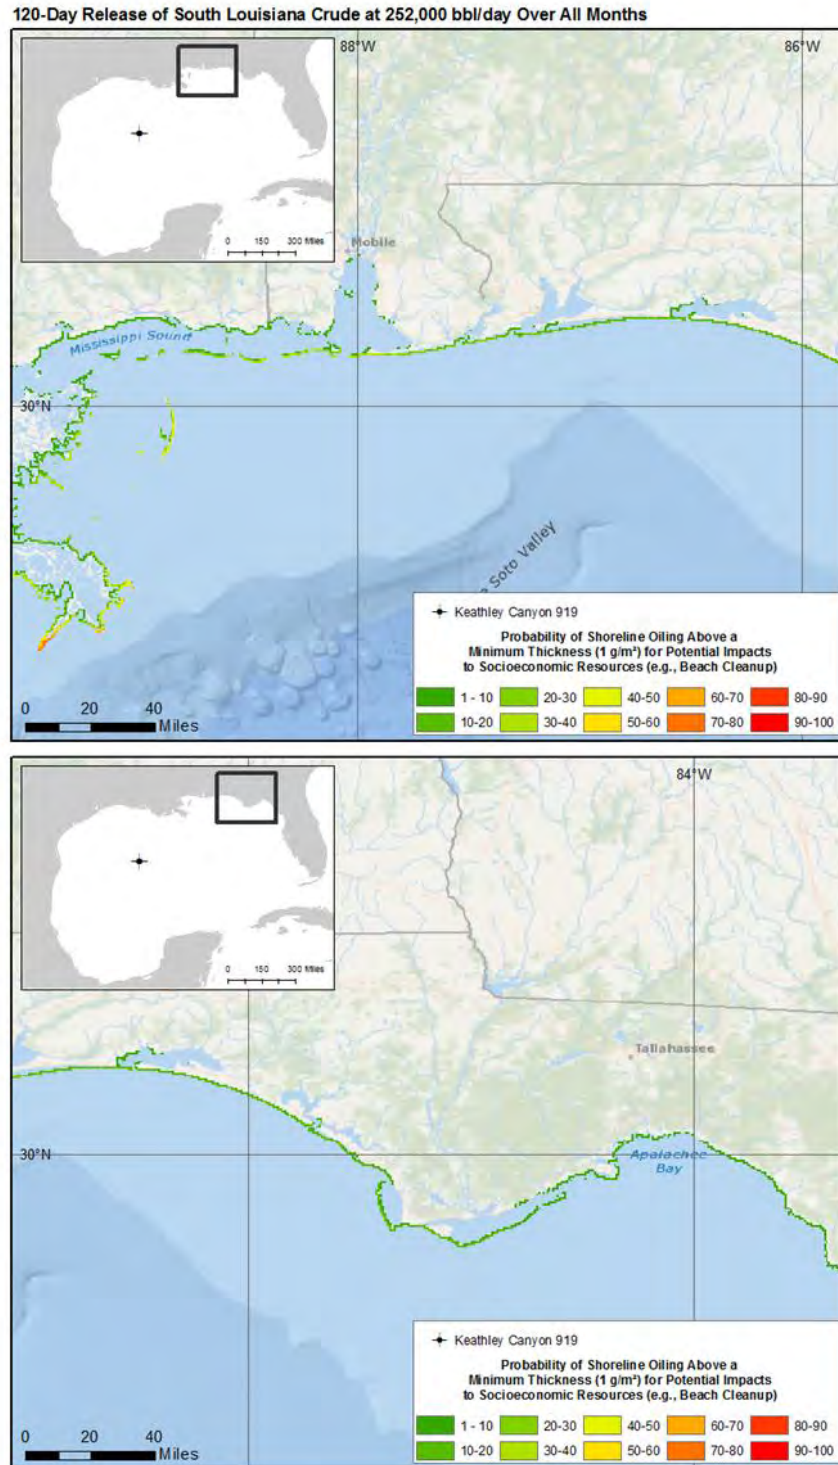 120-Day Release of South Louisiana Crude at 252,000 bbl/day Over All Months
88°W
86°W
0 150 300 Miles
Mobile
Mississippi Sound
30°N
Soto Valley
Keathley Canyon 919
Probability of Shoreline Oiling Above a
Minimum Thickness (1 g/m²) for Potential Impacts
to Socioeconomic Resources (e.g., Beach Cleanup)
1 - 10 20-30 40-50 60-70 80-90
10-20 30-40 50-60 70-80 90-100
0 20 40
Miles
84°W
0 150 300 Miles
Tallahassee
30°N
Apalachee
Bay
Keathley Canyon 919
Probability of Shoreline Oiling Above a
Minimum Thickness (1 g/m²) for Potential Impacts
to Socioeconomic Resources (e.g., Beach Cleanup)
1 - 10 20-30 40-50 60-70 80-90
10-20 30-40 50-60 70-80 90-100
0 20 40
Miles